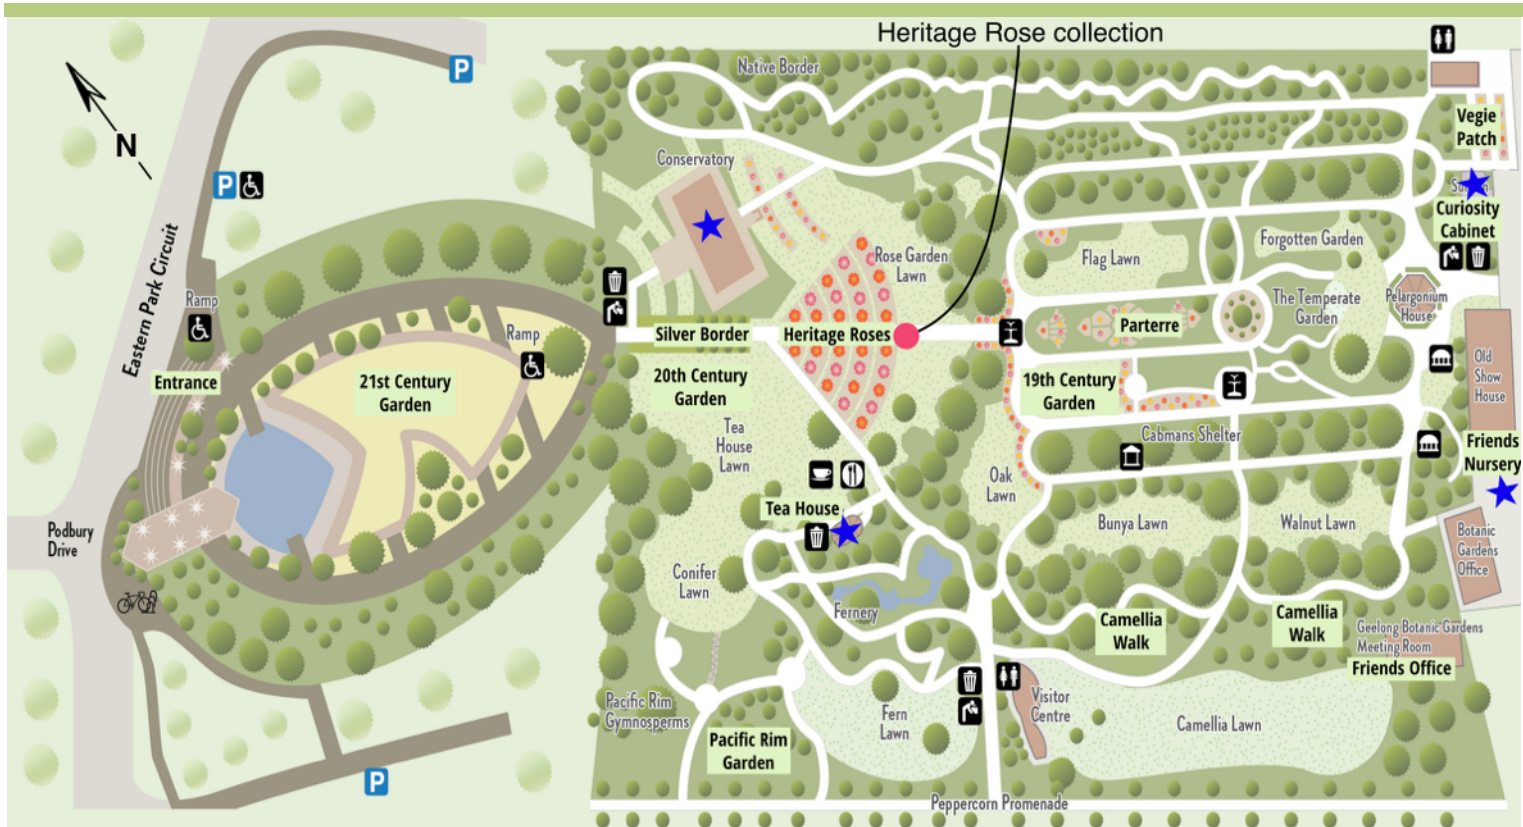 Heritage Rose collection
Native Border
P
Vegie
Patch
N
Conservatory
P
Curiosity
Cabinet
Eastern Park Circuit
Rose Garden
Lawn
Flag Lawn
Forgotten Garden
Ramp
The Temperate
Garden
Pelargonium
House
Silver Border
Heritage Roses
Parterre
Ramp
Entrance
21st Century
Garden
20th Century
Garden
19th Century
Garden
Old
Show
House
Tea
House
Lawn
Cabmans Shelter
Friends
Nursery
Oak
Lawn
Tea House
Bunya Lawn
Walnut Lawn
Podbury
Drive
Botanic
Gardens
Office
Conifer
Lawn
Fernery
Camellia
Walk
Camellia
Walk
Geelong Botanic Gardens
Meeting Room
Friends Office
Pacific Rim
Gymnosperms
Visitor
Centre
Fern
Lawn
Camellia Lawn
Pacific Rim
Garden
P
Peppercorn Promenade